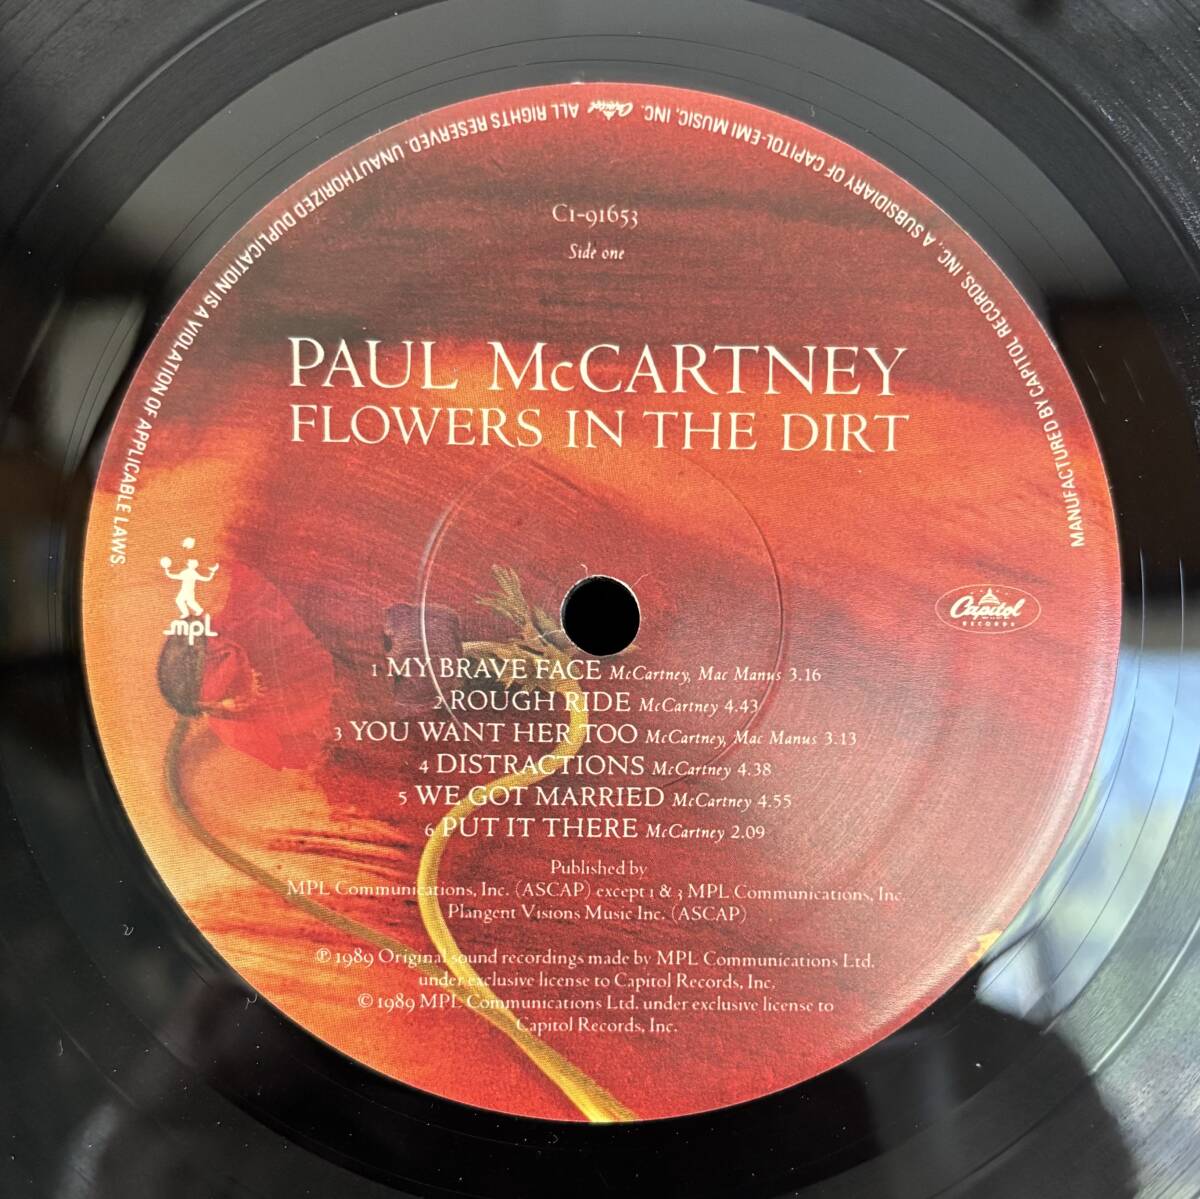 C1-91653
Side one
PAUL McCARTNEY
FLOWERS IN THE DIRT
mpl
Capitol
RECORDS
1 MY BRAVE FACE McCartney, Mac Manus 3.16
2 ROUGH RIDE McCartney 4.43
3 YOU WANT HER TOO McCartney, Mac Manus 3.13
4 DISTRACTIONS McCartney 4.38
5 WE GOT MARRIED McCartney 4.55
6 PUT IT THERE McCartney 2.09
Published by
MPL Communications, Inc. (ASCAP) except 1 & 3 MPL Communications, Inc.
Plangent Visions Music Inc. (ASCAP)
℗ 1989 Original sound recordings made by MPL Communications Ltd.
under exclusive license to Capitol Records, Inc.
© 1989 MPL Communications Ltd. under exclusive license to
Capitol Records, Inc.
MANUFACTURED BY CAPITOL RECORDS, INC., A SUBSIDIARY OF CAPITOL-EMI MUSIC, INC. Capitol ALL RIGHTS RESERVED. UNAUTHORIZED DUPLICATION IS A VIOLATION OF APPLICABLE LAWS.